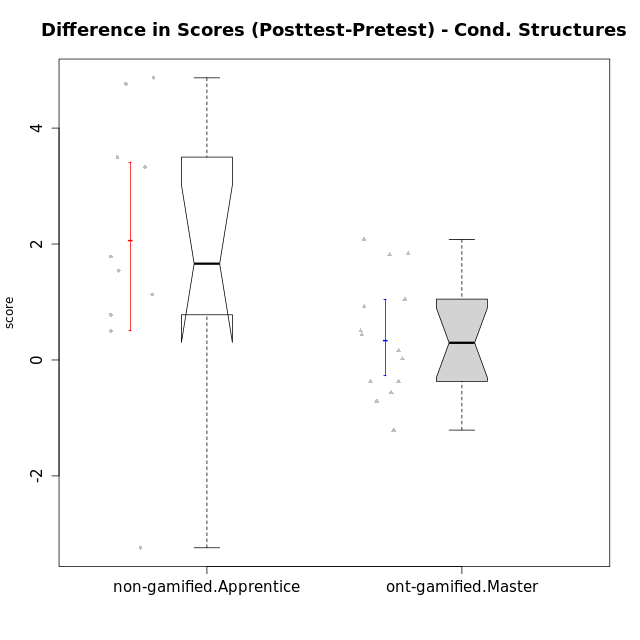 Difference in Scores (Posttest-Pretest) - Cond. Structures
4
2
0
-2
score
non-gamified.Apprentice
ont-gamified.Master